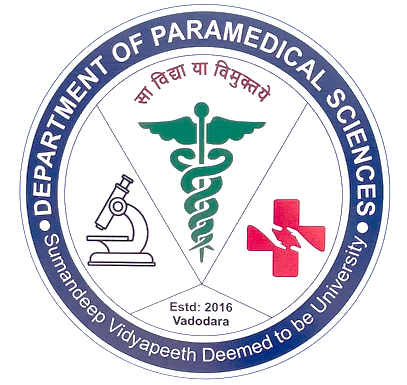 DEPARTMENT OF PARAMEDICAL SCIENCES
सा विद्या या विमुक्तये
Estd: 2016
Vadodara
Sumandeep Vidyapeeth Deemed to be University